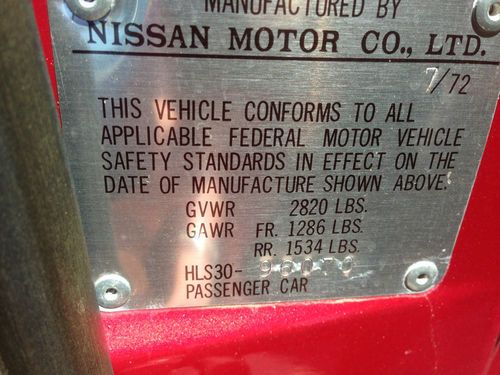 MANUFACTURED BY
NISSAN MOTOR CO., LTD.
7/72
THIS VEHICLE CONFORMS TO ALL
APPLICABLE FEDERAL MOTOR VEHICLE
SAFETY STANDARDS IN EFFECT ON THE
DATE OF MANUFACTURE SHOWN ABOVE.
GVWR 2820 LBS.
GAWR FR. 1286 LBS.
RR. 1534 LBS.
HLS30-
PASSENGER CAR